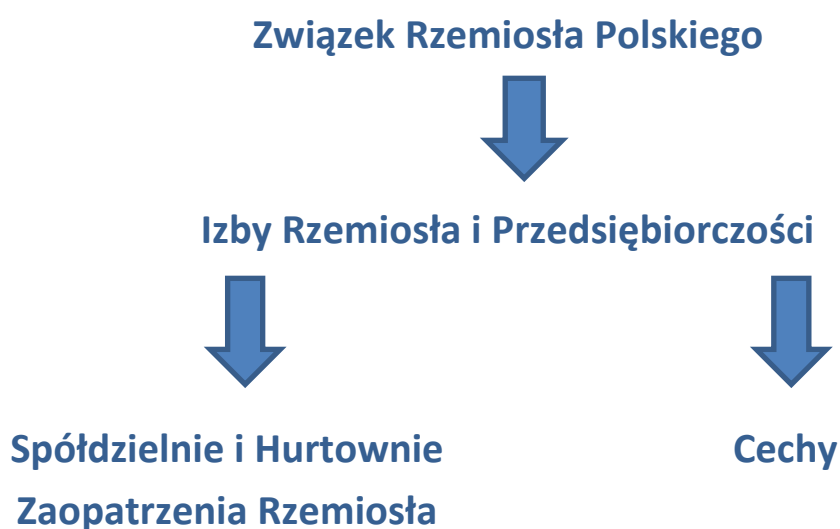 Związek Rzemiosła Polskiego
Izby Rzemiosła i Przedsiębiorczości
Spółdzielnie i Hurtownie
Zaopatrzenia Rzemiosła
Cechy